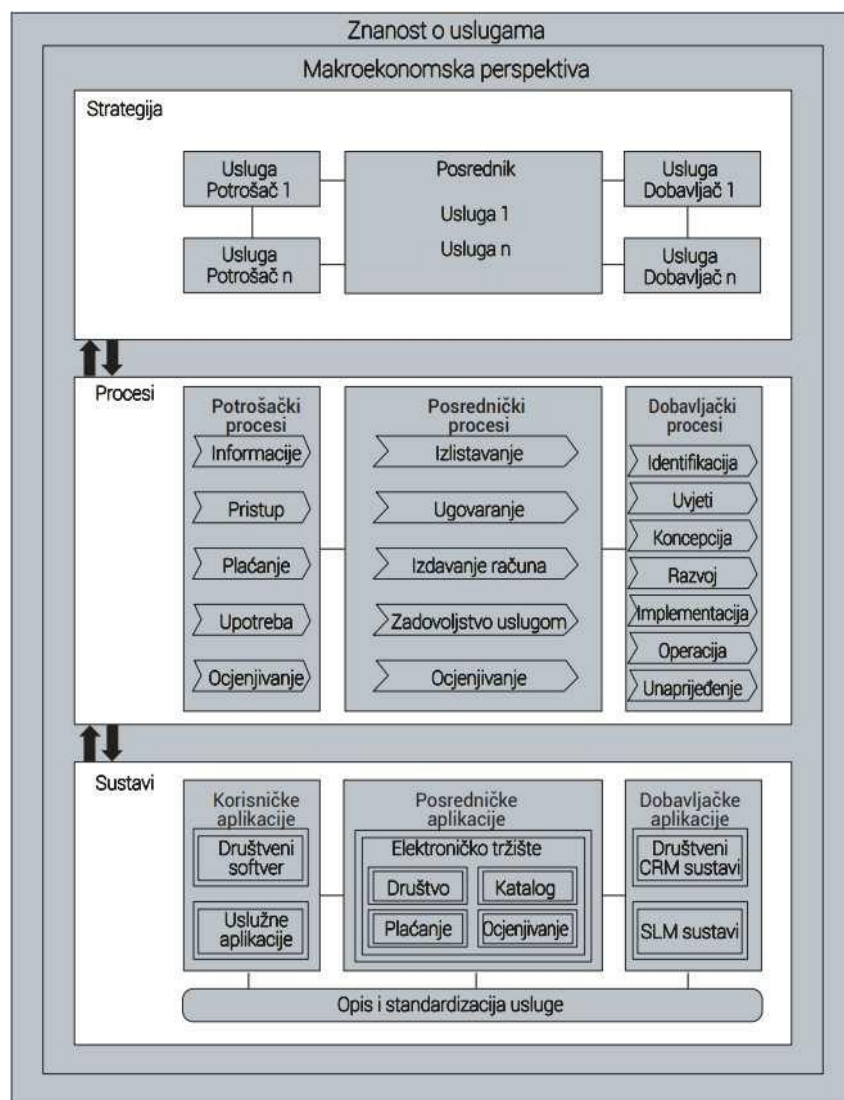 Znanost o uslugama
Makroekonomska perspektiva
Strategija
Usluga
Potrošač 1
Usluga
Potrošač n
Posrednik
Usluga 1
Usluga n
Usluga
Dobavljač 1
Usluga
Dobavljač n
Procesi
Potrošački
procesi
Informacije
Pristup
Plaćanje
Upotreba
Ocjenjivanje
Posrednički
procesi
Izlistavanje
Ugovaranje
Izdavanje računa
Zadovoljstvo uslugom
Ocjenjivanje
Dobavljački
procesi
Identifikacija
Uvjeti
Koncepcija
Razvoj
Implementacija
Operacija
Unaprijeđenje
Sustavi
Korisničke
aplikacije
Društveni
softver
Uslužne
aplikacije
Posredničke
aplikacije
Elektroničko tržište
Društvo
Katalog
Plaćanje
Ocjenjivanje
Dobavljačke
aplikacije
Društveni
CRM sustavi
SLM sustavi
Opis i standardizacija usluge